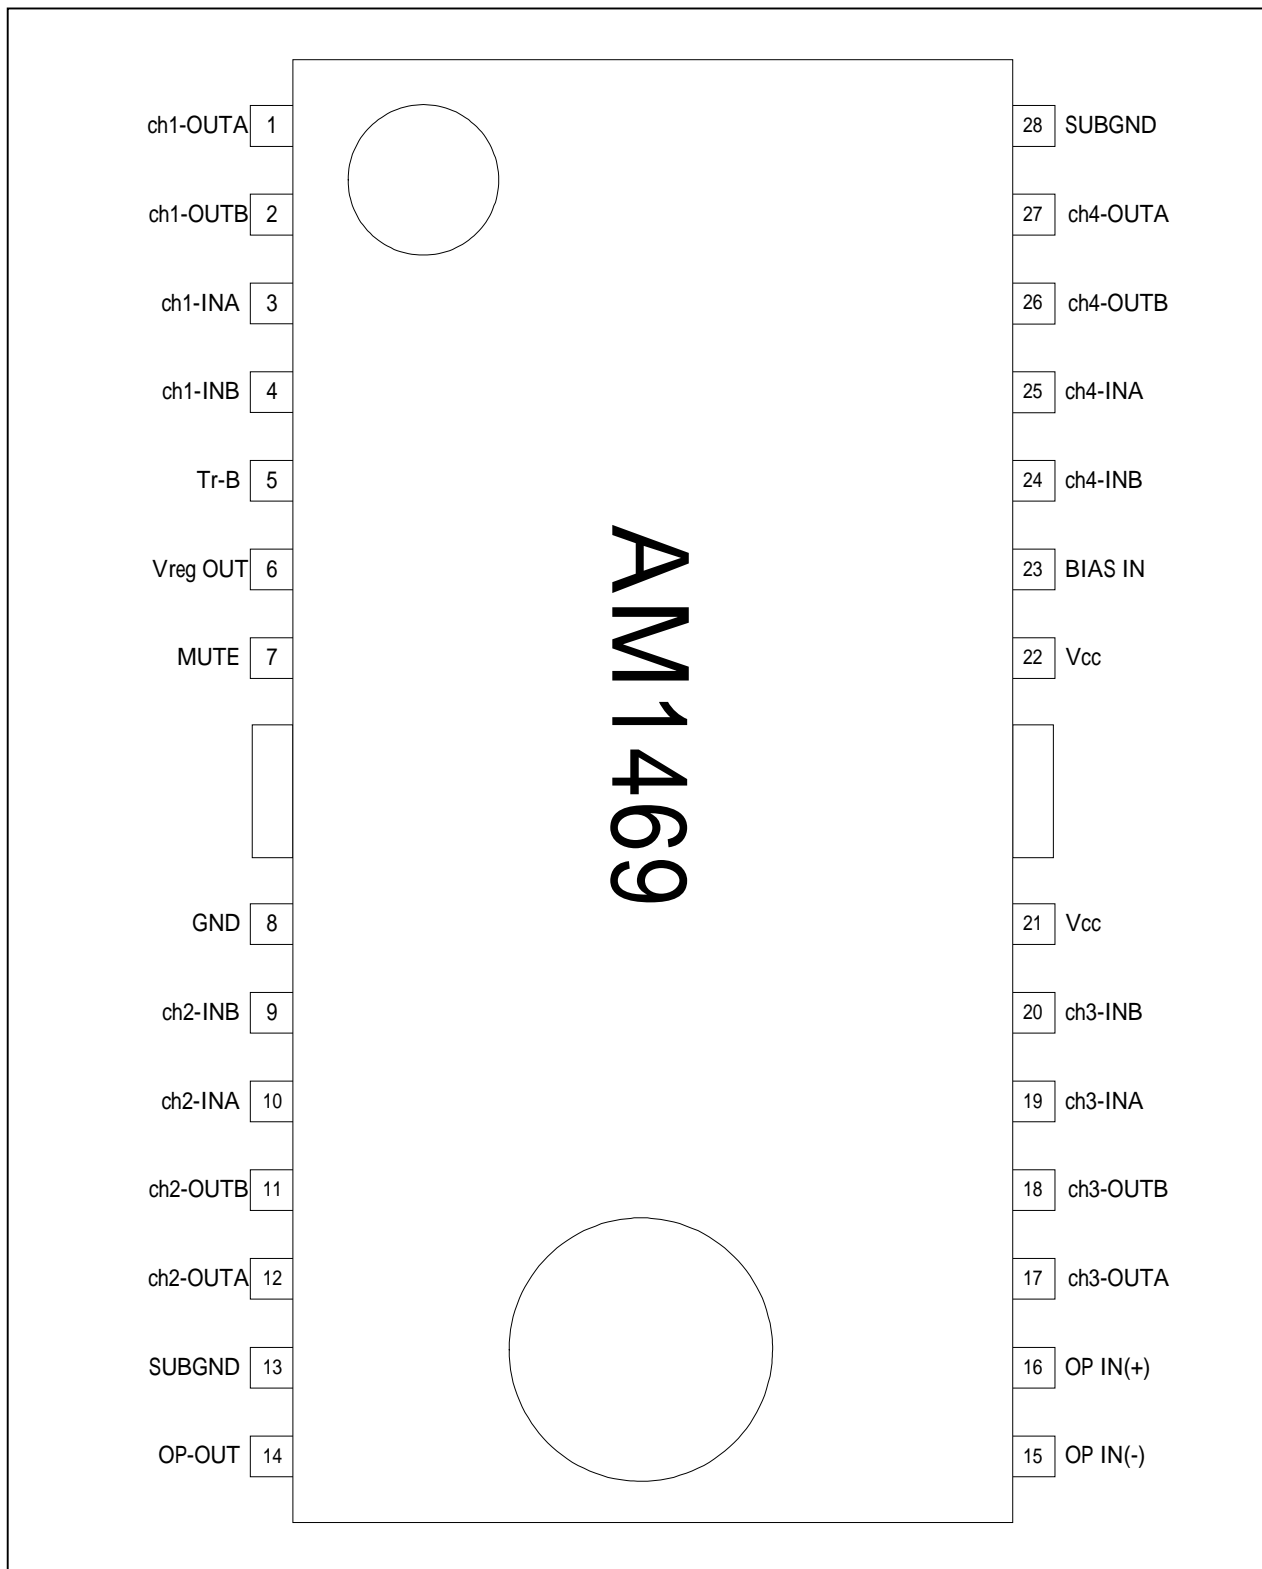 ch1-OUTA 1
ch1-OUTB 2
ch1-INA 3
ch1-INB 4
Tr-B 5
Vreg OUT 6
MUTE 7
GND 8
ch2-INB 9
ch2-INA 10
ch2-OUTB 11
ch2-OUTA 12
SUBGND 13
OP-OUT 14
AM1469
28 SUBGND
27 ch4-OUTA
26 ch4-OUTB
25 ch4-INA
24 ch4-INB
23 BIAS IN
22 Vcc
21 Vcc
20 ch3-INB
19 ch3-INA
18 ch3-OUTB
17 ch3-OUTA
16 OP IN(+)
15 OP IN(-)